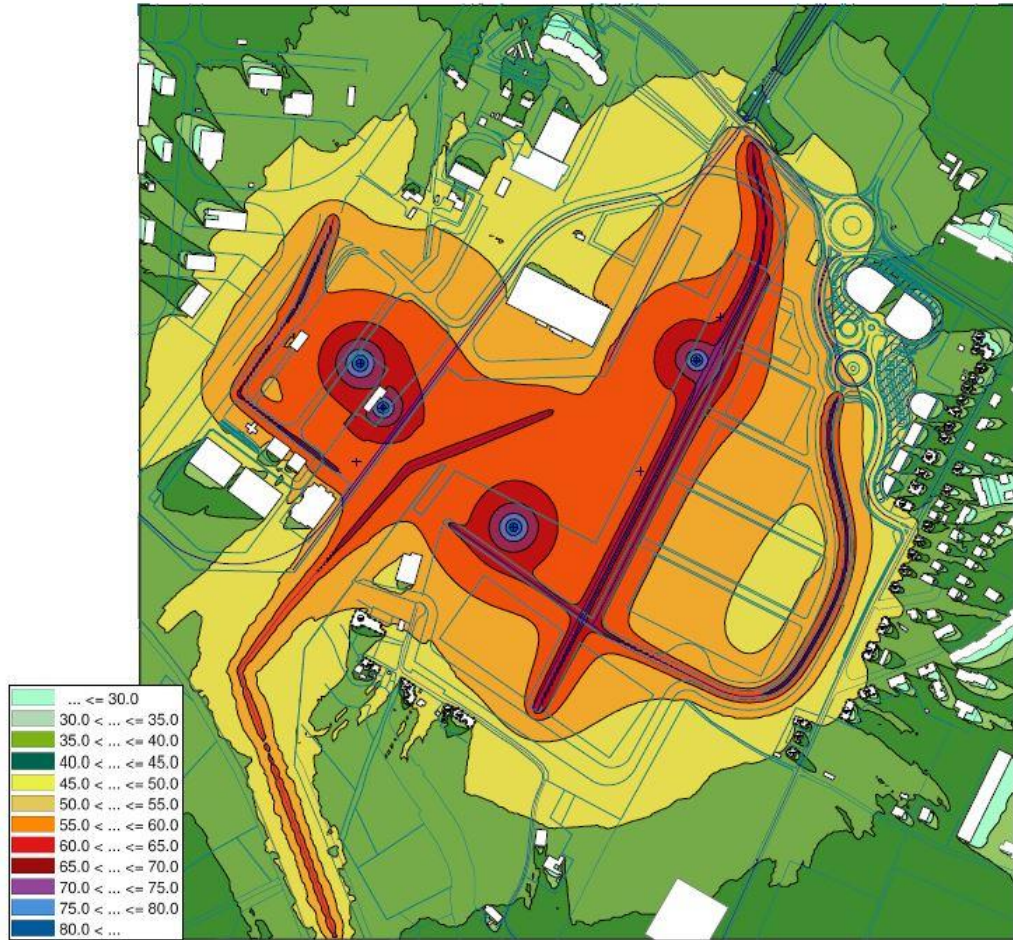 ... <= 30.0
30.0 < ... <= 35.0
35.0 < ... <= 40.0
40.0 < ... <= 45.0
45.0 < ... <= 50.0
50.0 < ... <= 55.0
55.0 < ... <= 60.0
60.0 < ... <= 65.0
65.0 < ... <= 70.0
70.0 < ... <= 75.0
75.0 < ... <= 80.0
80.0 < ...